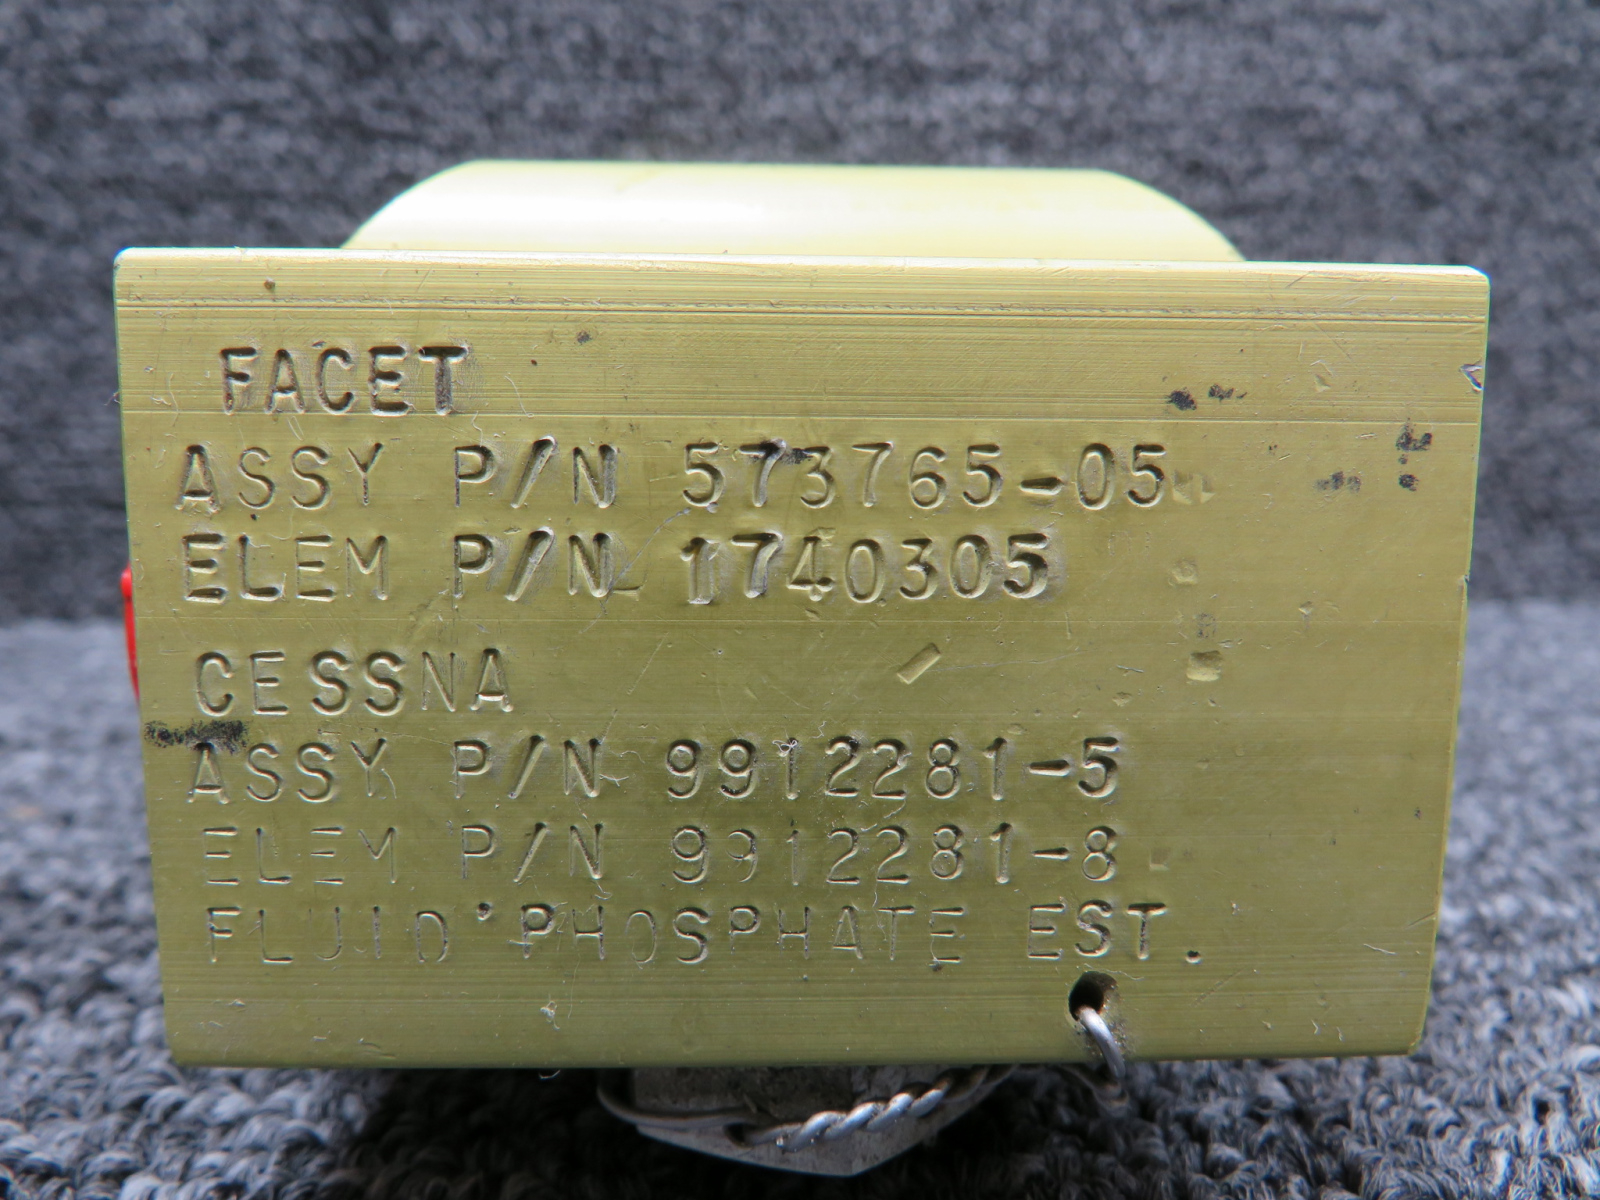 FACET
ASSY P/N 573765-05
ELEM P/N 1740305
CESSNA
ASSY P/N 9912281-5
ELEM P/N 9912281-8
FLUID'PHOSPHATE EST.